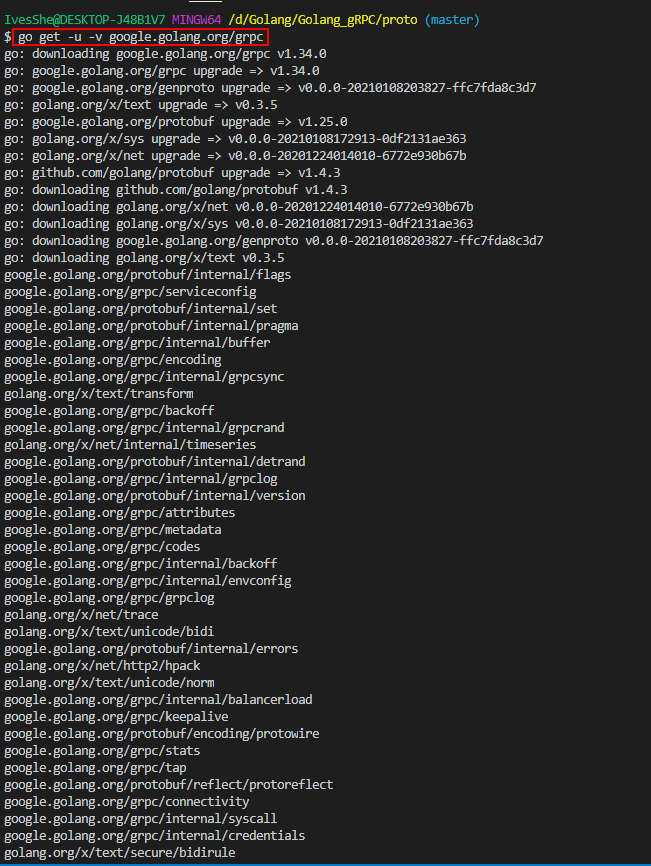 IvesShe@DESKTOP-J48B1V7 MINGW64 /d/Golang/Golang_gRPC/proto (master)
$ go get -u -v google.golang.org/grpc
go: downloading google.golang.org/grpc v1.34.0
go: google.golang.org/grpc upgrade => v1.34.0
go: google.golang.org/genproto upgrade => v0.0.0-20210108203827-ffc7fda8c3d7
go: golang.org/x/text upgrade => v0.3.5
go: google.golang.org/protobuf upgrade => v1.25.0
go: golang.org/x/sys upgrade => v0.0.0-20210108172913-0df2131ae363
go: golang.org/x/net upgrade => v0.0.0-20201224014010-6772e930b67b
go: github.com/golang/protobuf upgrade => v1.4.3
go: downloading github.com/golang/protobuf v1.4.3
go: downloading golang.org/x/net v0.0.0-20201224014010-6772e930b67b
go: downloading golang.org/x/sys v0.0.0-20210108172913-0df2131ae363
go: downloading google.golang.org/genproto v0.0.0-20210108203827-ffc7fda8c3d7
go: downloading golang.org/x/text v0.3.5
google.golang.org/protobuf/internal/flags
google.golang.org/grpc/serviceconfig
google.golang.org/protobuf/internal/set
google.golang.org/protobuf/internal/pragma
google.golang.org/grpc/internal/buffer
google.golang.org/grpc/encoding
google.golang.org/grpc/internal/grpcsync
golang.org/x/text/transform
google.golang.org/grpc/backoff
google.golang.org/grpc/internal/grpcrand
golang.org/x/net/internal/timeseries
google.golang.org/protobuf/internal/detrand
google.golang.org/grpc/internal/grpclog
google.golang.org/protobuf/internal/version
google.golang.org/grpc/attributes
google.golang.org/grpc/metadata
google.golang.org/grpc/codes
google.golang.org/grpc/internal/backoff
google.golang.org/grpc/internal/envconfig
google.golang.org/grpc/grpclog
golang.org/x/net/trace
golang.org/x/text/unicode/bidi
google.golang.org/protobuf/internal/errors
golang.org/x/net/http2/hpack
golang.org/x/text/unicode/norm
google.golang.org/grpc/internal/balancerload
google.golang.org/grpc/keepalive
google.golang.org/protobuf/encoding/protowire
google.golang.org/grpc/stats
google.golang.org/grpc/tap
google.golang.org/protobuf/reflect/protoreflect
google.golang.org/grpc/connectivity
google.golang.org/grpc/internal/syscall
google.golang.org/grpc/internal/credentials
golang.org/x/text/secure/bidirule